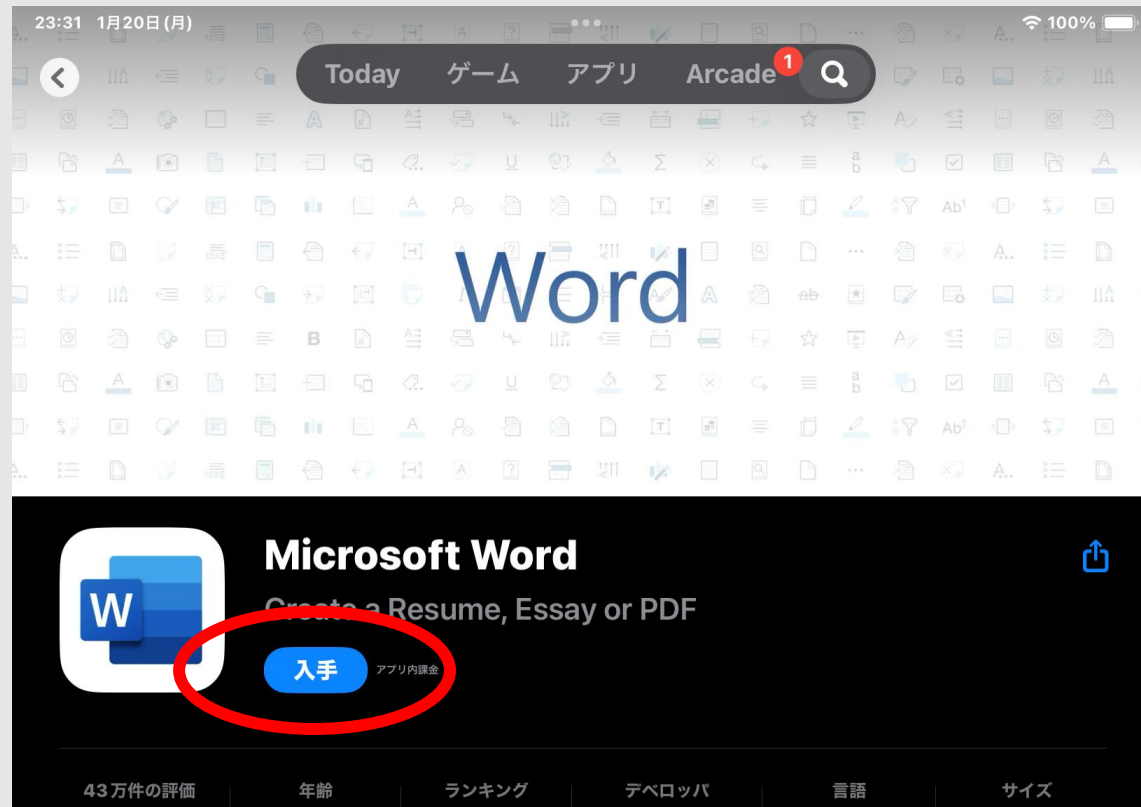 23:31 1月20日(月)
100%
Today ゲーム アプリ Arcade 1
Word
W
Microsoft Word
Create a Resume, Essay or PDF
入手 アプリ内課金
43万件の評価 年齢 ランキング デベロッパ 言語 サイズ